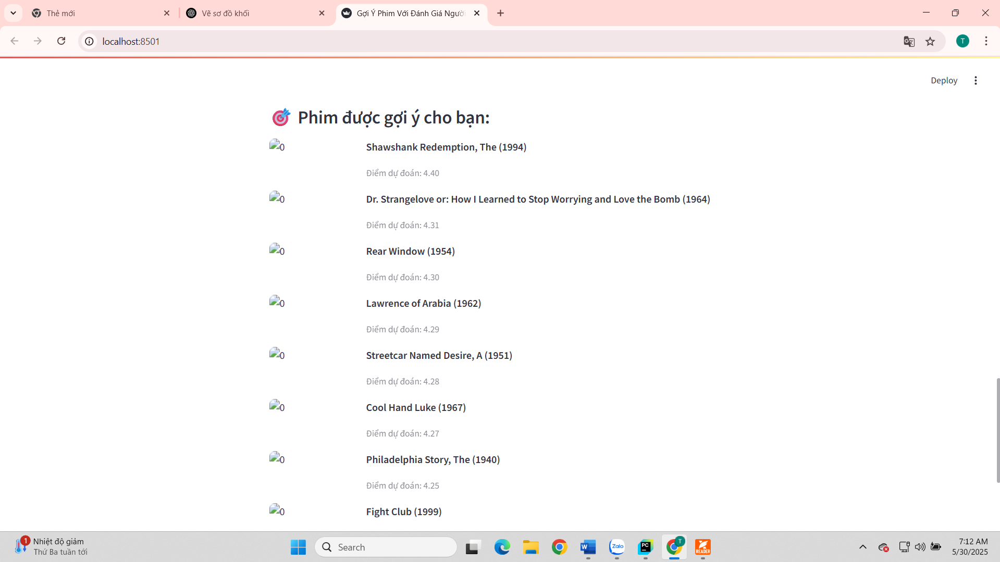 Thẻ mới
Vẽ sơ đồ khối
Gợi Ý Phim Với Đánh Giá Người
localhost:8501
T
Deploy
Phim được gợi ý cho bạn:
0
Shawshank Redemption, The (1994)
Điểm dự đoán: 4.40
0
Dr. Strangelove or: How I Learned to Stop Worrying and Love the Bomb (1964)
Điểm dự đoán: 4.31
0
Rear Window (1954)
Điểm dự đoán: 4.30
0
Lawrence of Arabia (1962)
Điểm dự đoán: 4.29
0
Streetcar Named Desire, A (1951)
Điểm dự đoán: 4.28
0
Cool Hand Luke (1967)
Điểm dự đoán: 4.27
0
Philadelphia Story, The (1940)
Điểm dự đoán: 4.25
0
Fight Club (1999)
1
Nhiệt độ giảm
Thứ Ba tuần tới
Search
W
Zalo
PC
T
READER
7:12 AM
5/30/2025